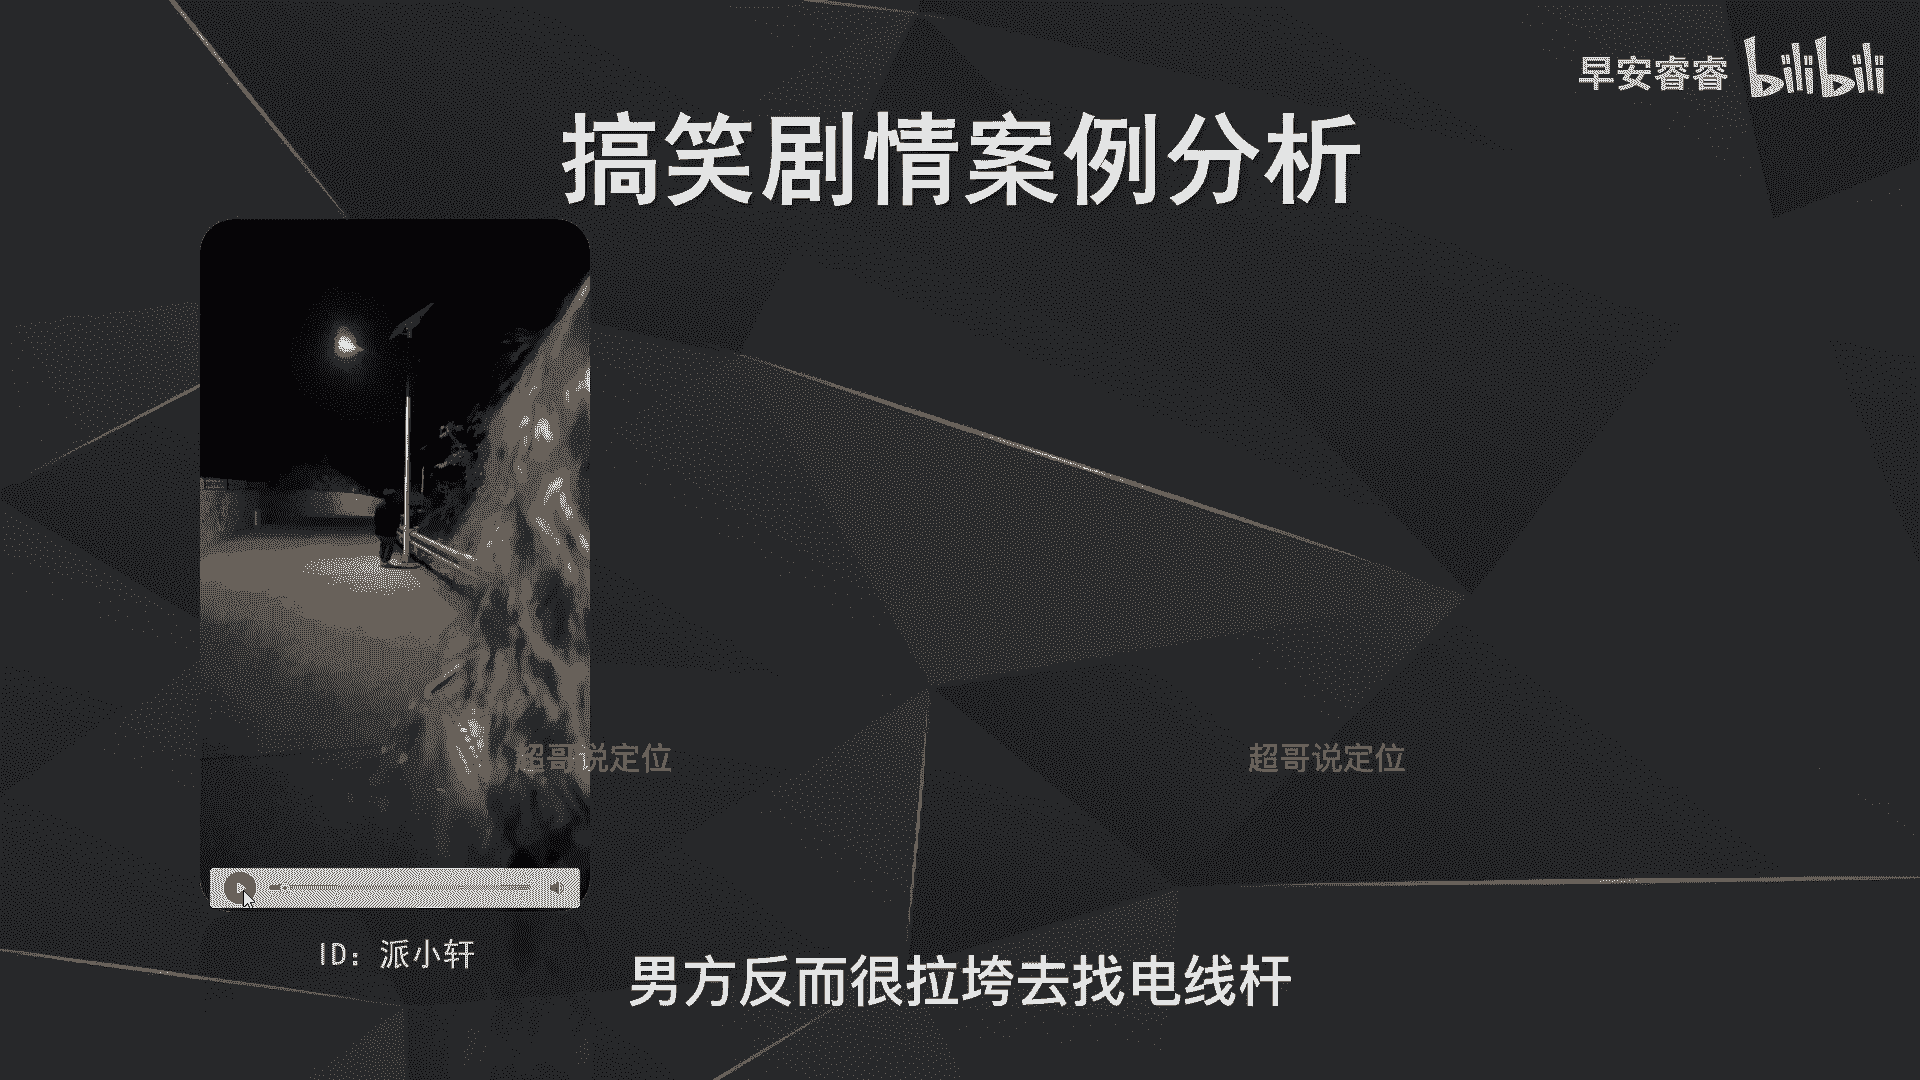 早安睿睿 bilibili
搞笑剧情案例分析
超哥说定位
超哥说定位
ID：派小轩
男方反而很拉垮去找电线杆